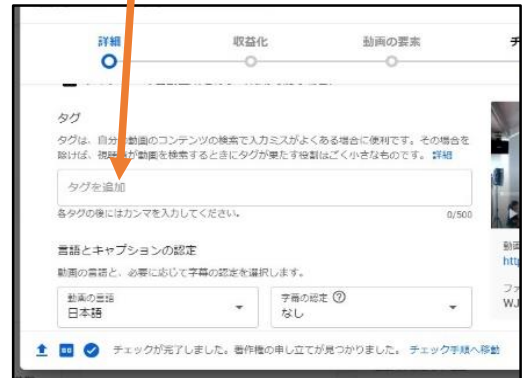 詳細
収益化
動画の要素
チ
タグ
タグは、自分の動画のコンテンツの検索で入力ミスがよくある場合に便利です。その場合を
除けば、視聴者が動画を検索するときにタグが果たす役割はごく小さなものです。 詳細
タグを追加
各タグの後にはカンマを入力してください。
0/500
言語とキャプションの認定
動画の言語と、必要に応じて字幕の認定を選択します。
動画の言語
日本語
字幕の認定
なし
動画
http
ファ
WJ
チェックが完了しました。著作権の申し立てが見つかりました。 チェック手順へ移動